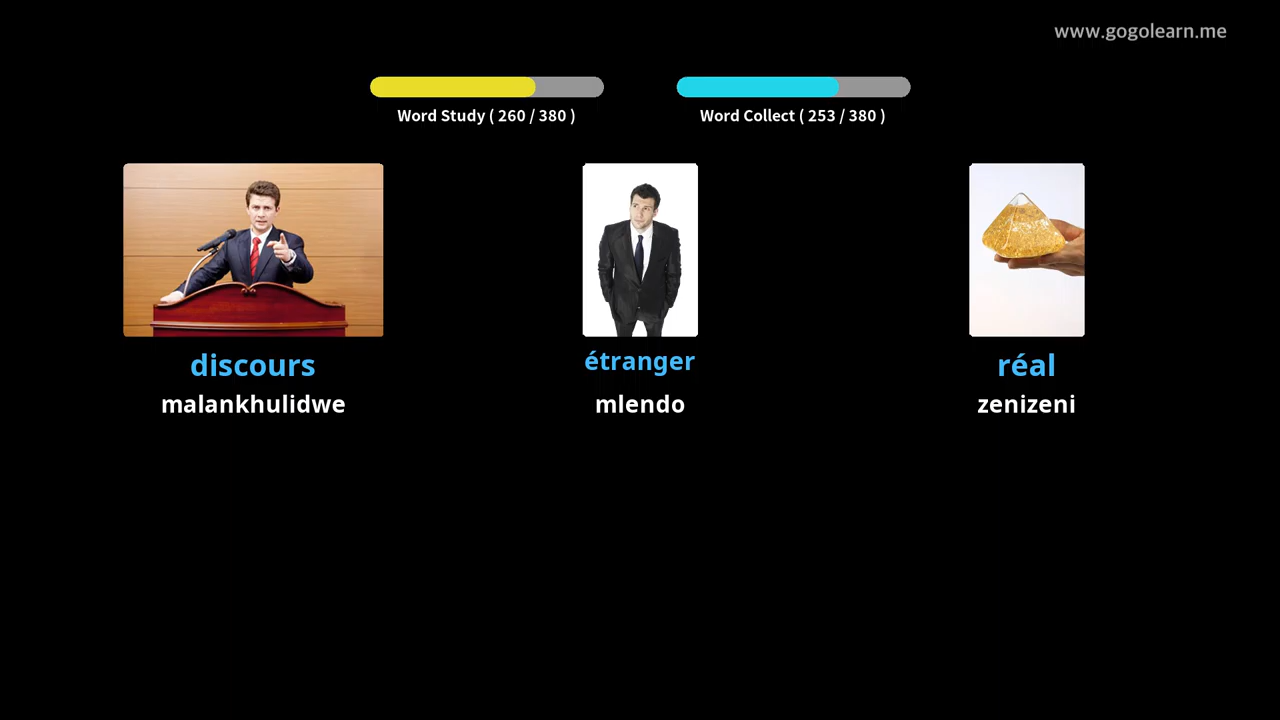 www.gogolearn.me
Word Study ( 260 / 380 )
Word Collect ( 253 / 380 )
discours
étranger
réal
malankhulidwe
mlendo
zenizeni